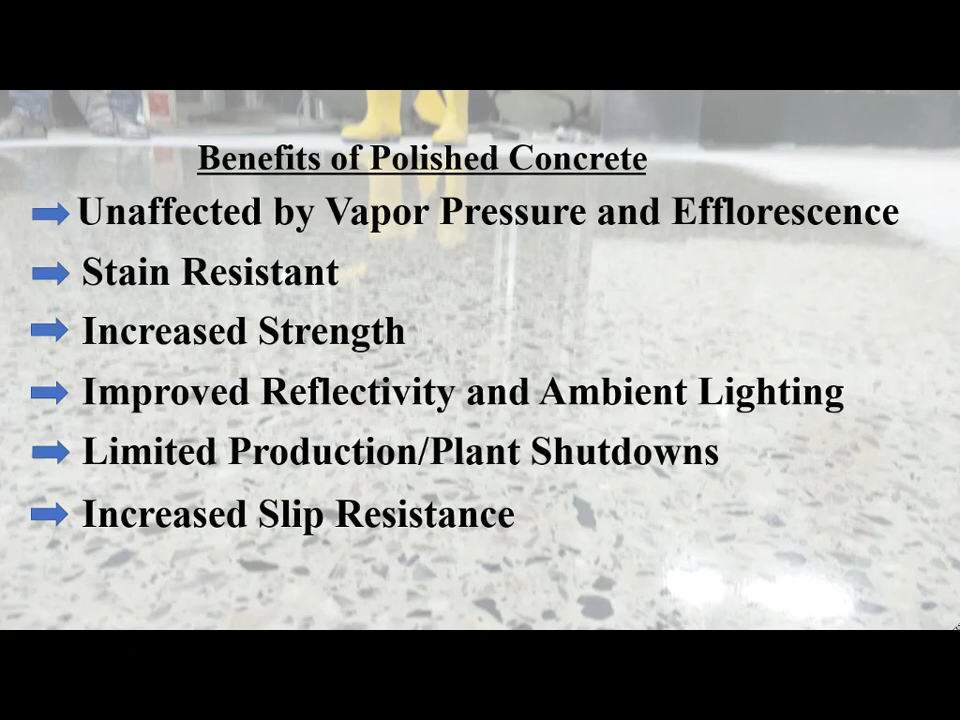 Benefits of Polished Concrete
Unaffected by Vapor Pressure and Efflorescence
Stain Resistant
Increased Strength
Improved Reflectivity and Ambient Lighting
Limited Production/Plant Shutdowns
Increased Slip Resistance